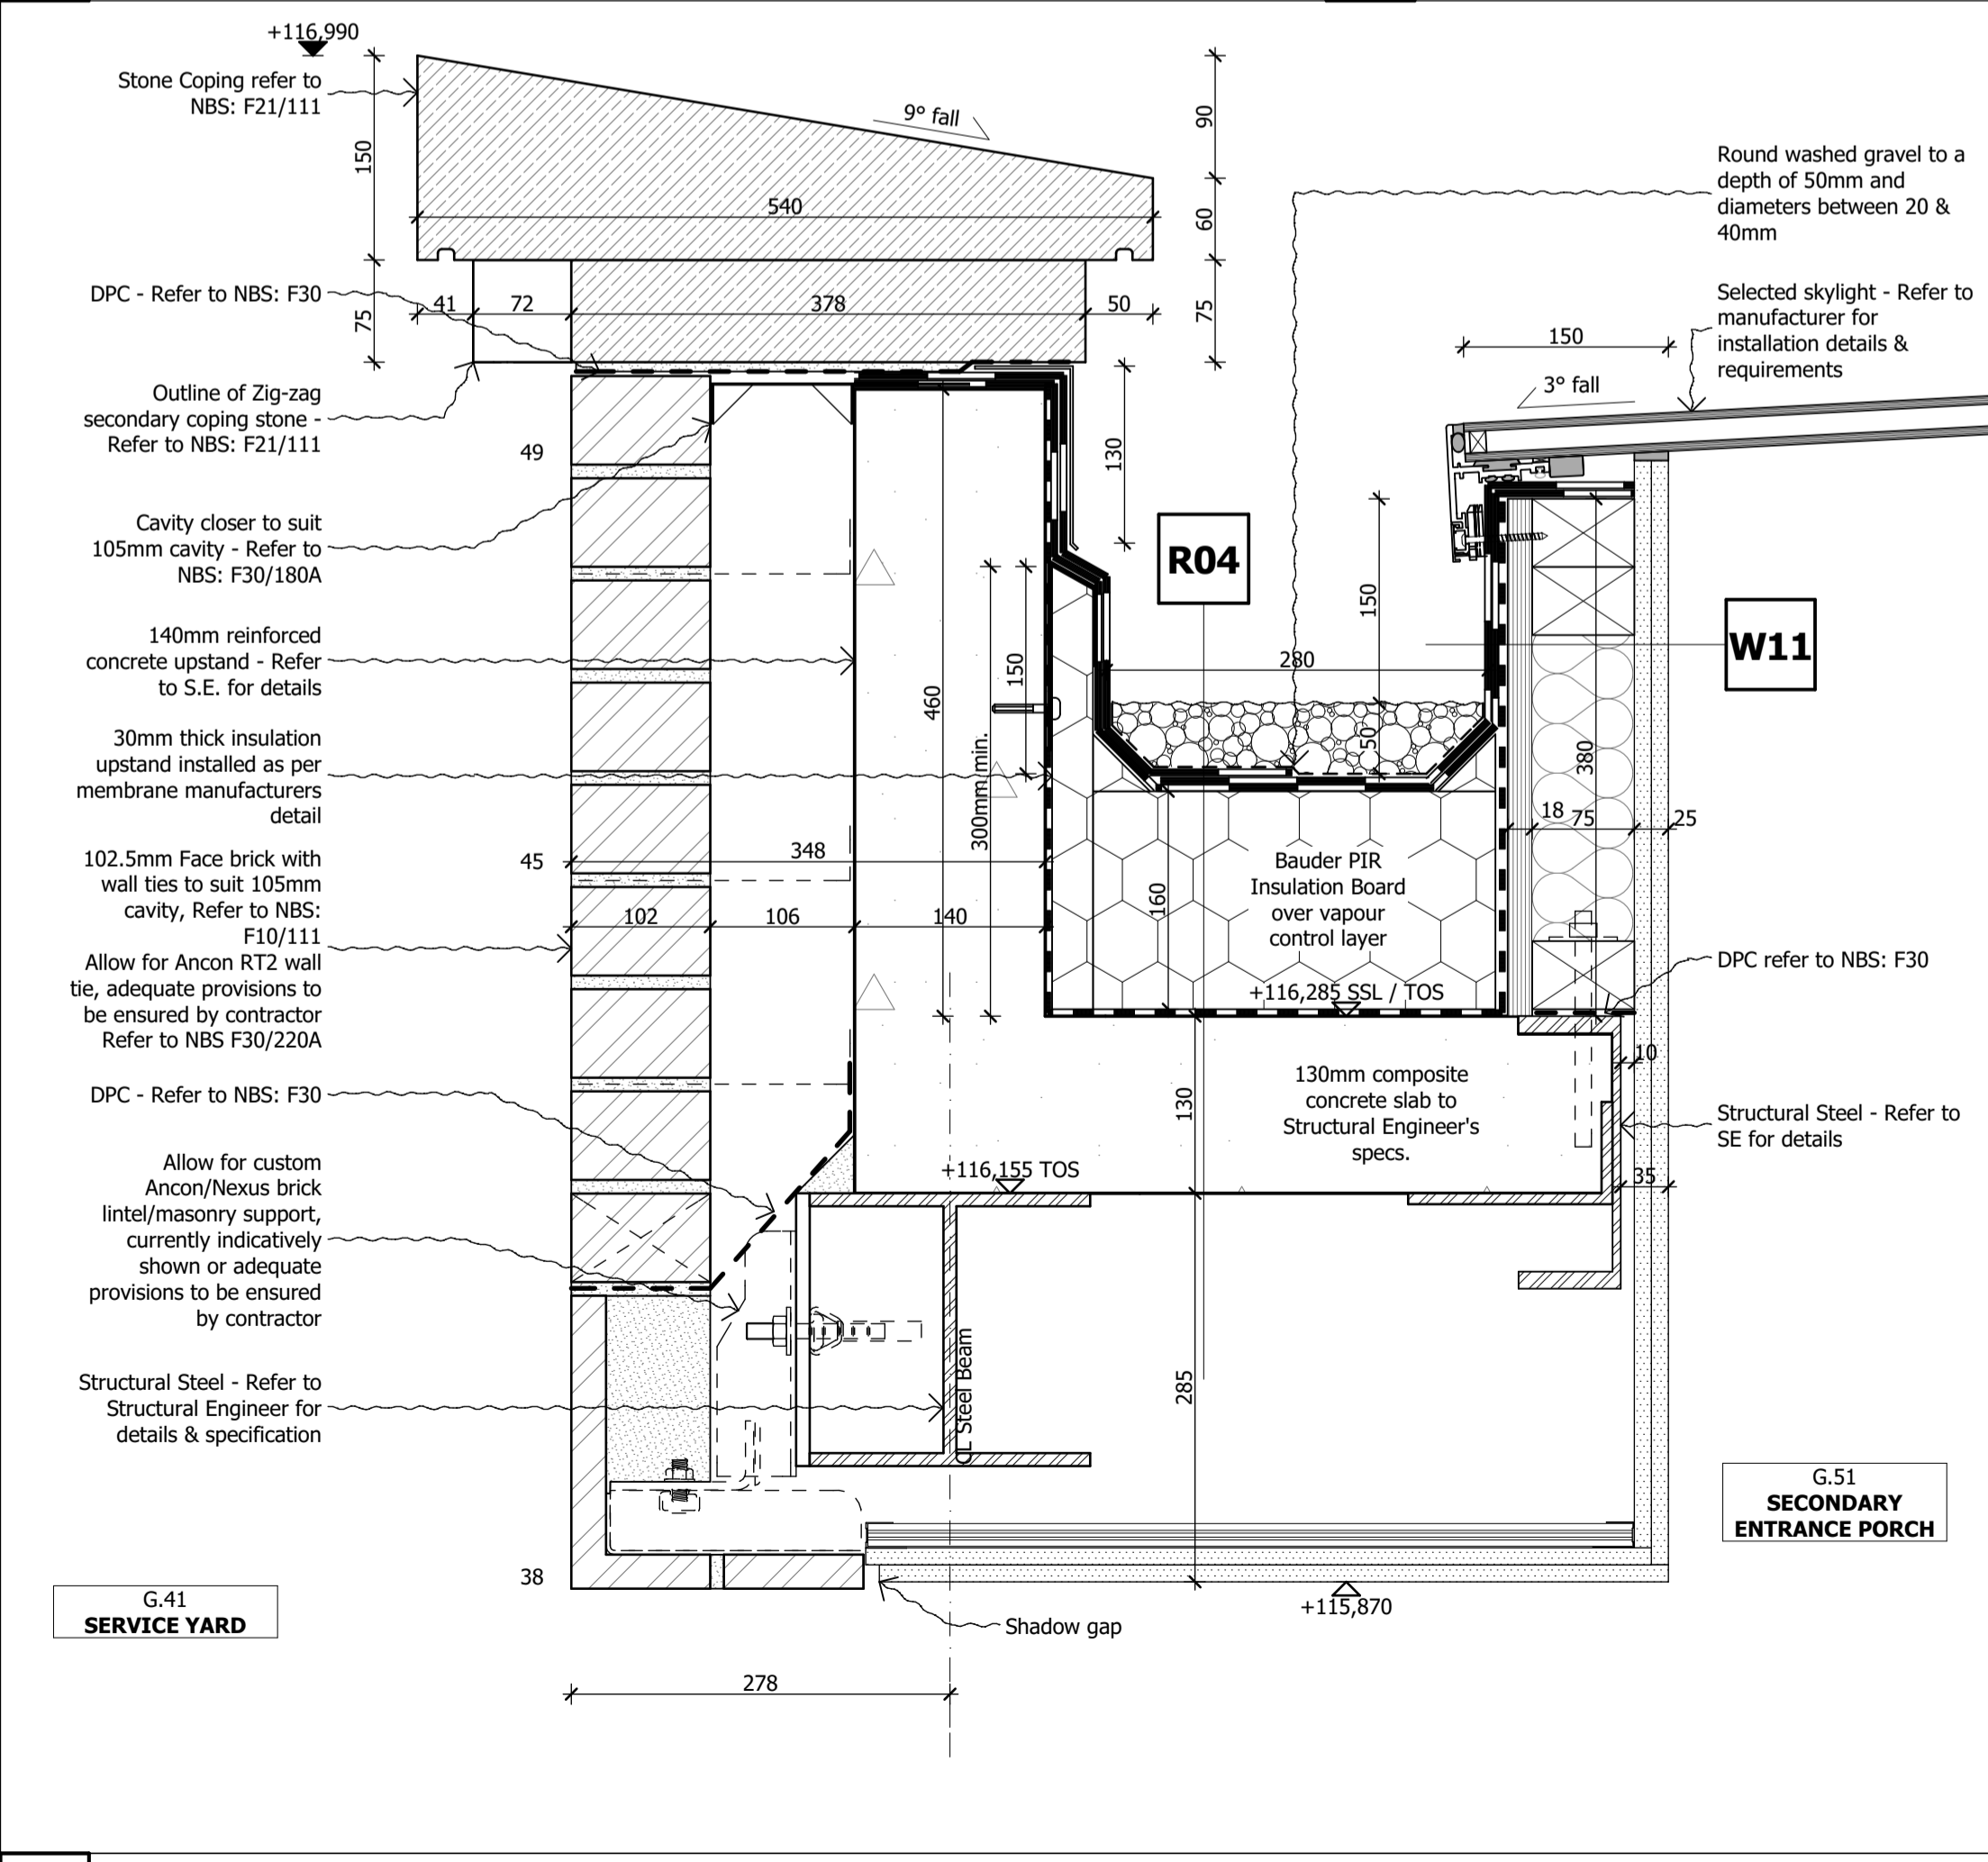 +116,990
Stone Coping refer to
NBS: F21/111
150
9° fall
90
540
60
DPC - Refer to NBS: F30
75
41
72
378
50
75
Outline of Zig-zag
secondary coping stone -
Refer to NBS: F21/111
49
Cavity closer to suit
105mm cavity - Refer to
NBS: F30/180A
140mm reinforced
concrete upstand - Refer
to S.E. for details
30mm thick insulation
upstand installed as per
membrane manufacturers
detail
102.5mm Face brick with
wall ties to suit 105mm
cavity, Refer to NBS:
F10/111
Allow for Ancon RT2 wall
tie, adequate provisions to
be ensured by contractor
Refer to NBS F30/220A
45
348
102
106
140
460
300mm min.
150
130
R04
Round washed gravel to a
depth of 50mm and
diameters between 20 &
40mm
Selected skylight - Refer to
manufacturer for
installation details &
requirements
150
3° fall
150
280
50
W11
380
18
75
25
160
Bauder PIR
Insulation Board
over vapour
control layer
+116,285 SSL / TOS
DPC refer to NBS: F30
10
130
130mm composite
concrete slab to
Structural Engineer's
specs.
Structural Steel - Refer to
SE for details
35
+116,155 TOS
DPC - Refer to NBS: F30
Allow for custom
Ancon/Nexus brick
lintel/masonry support,
currently indicatively
shown or adequate
provisions to be ensured
by contractor
Structural Steel - Refer to
Structural Engineer for
details & specification
CL Steel Beam
285
G.51
SECONDARY
ENTRANCE PORCH
38
G.41
SERVICE YARD
Shadow gap
+115,870
278